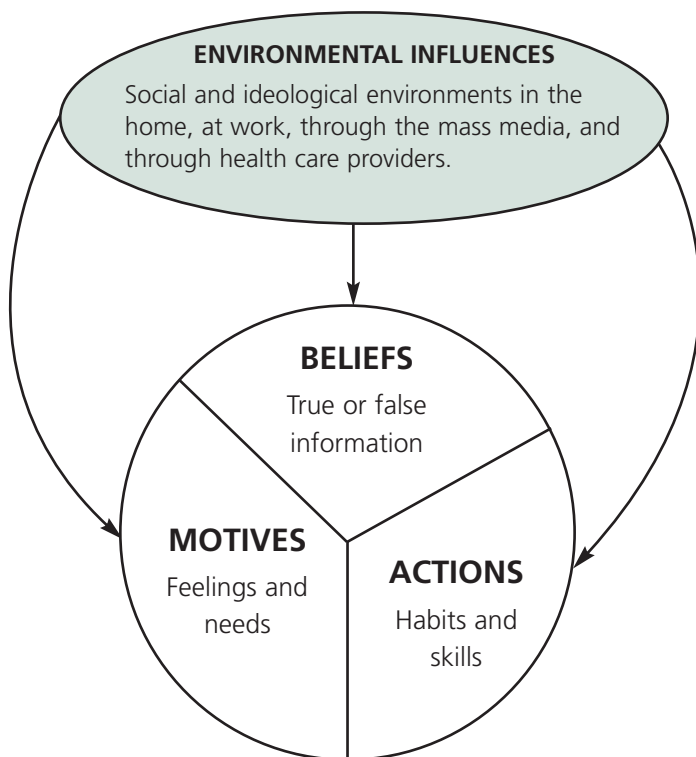 ENVIRONMENTAL INFLUENCES
Social and ideological environments in the
home, at work, through the mass media, and
through health care providers.
BELIEFS
True or false
information
MOTIVES
Feelings and
needs
ACTIONS
Habits and
skills